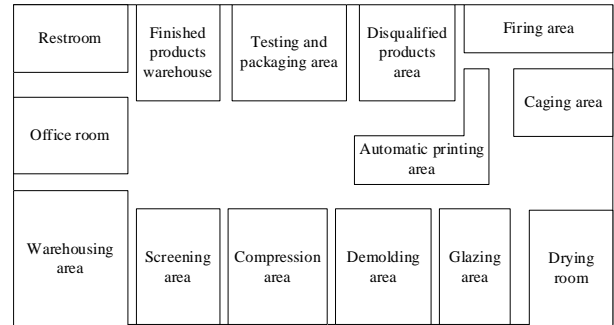 Restroom
Finished
products
warehouse
Testing and
packaging area
Disqualified
products
area
Firing area
Caging area
Office room
Automatic printing
area
Warehousing
area
Screening
area
Compression
area
Demolding
area
Glazing
area
Drying
room